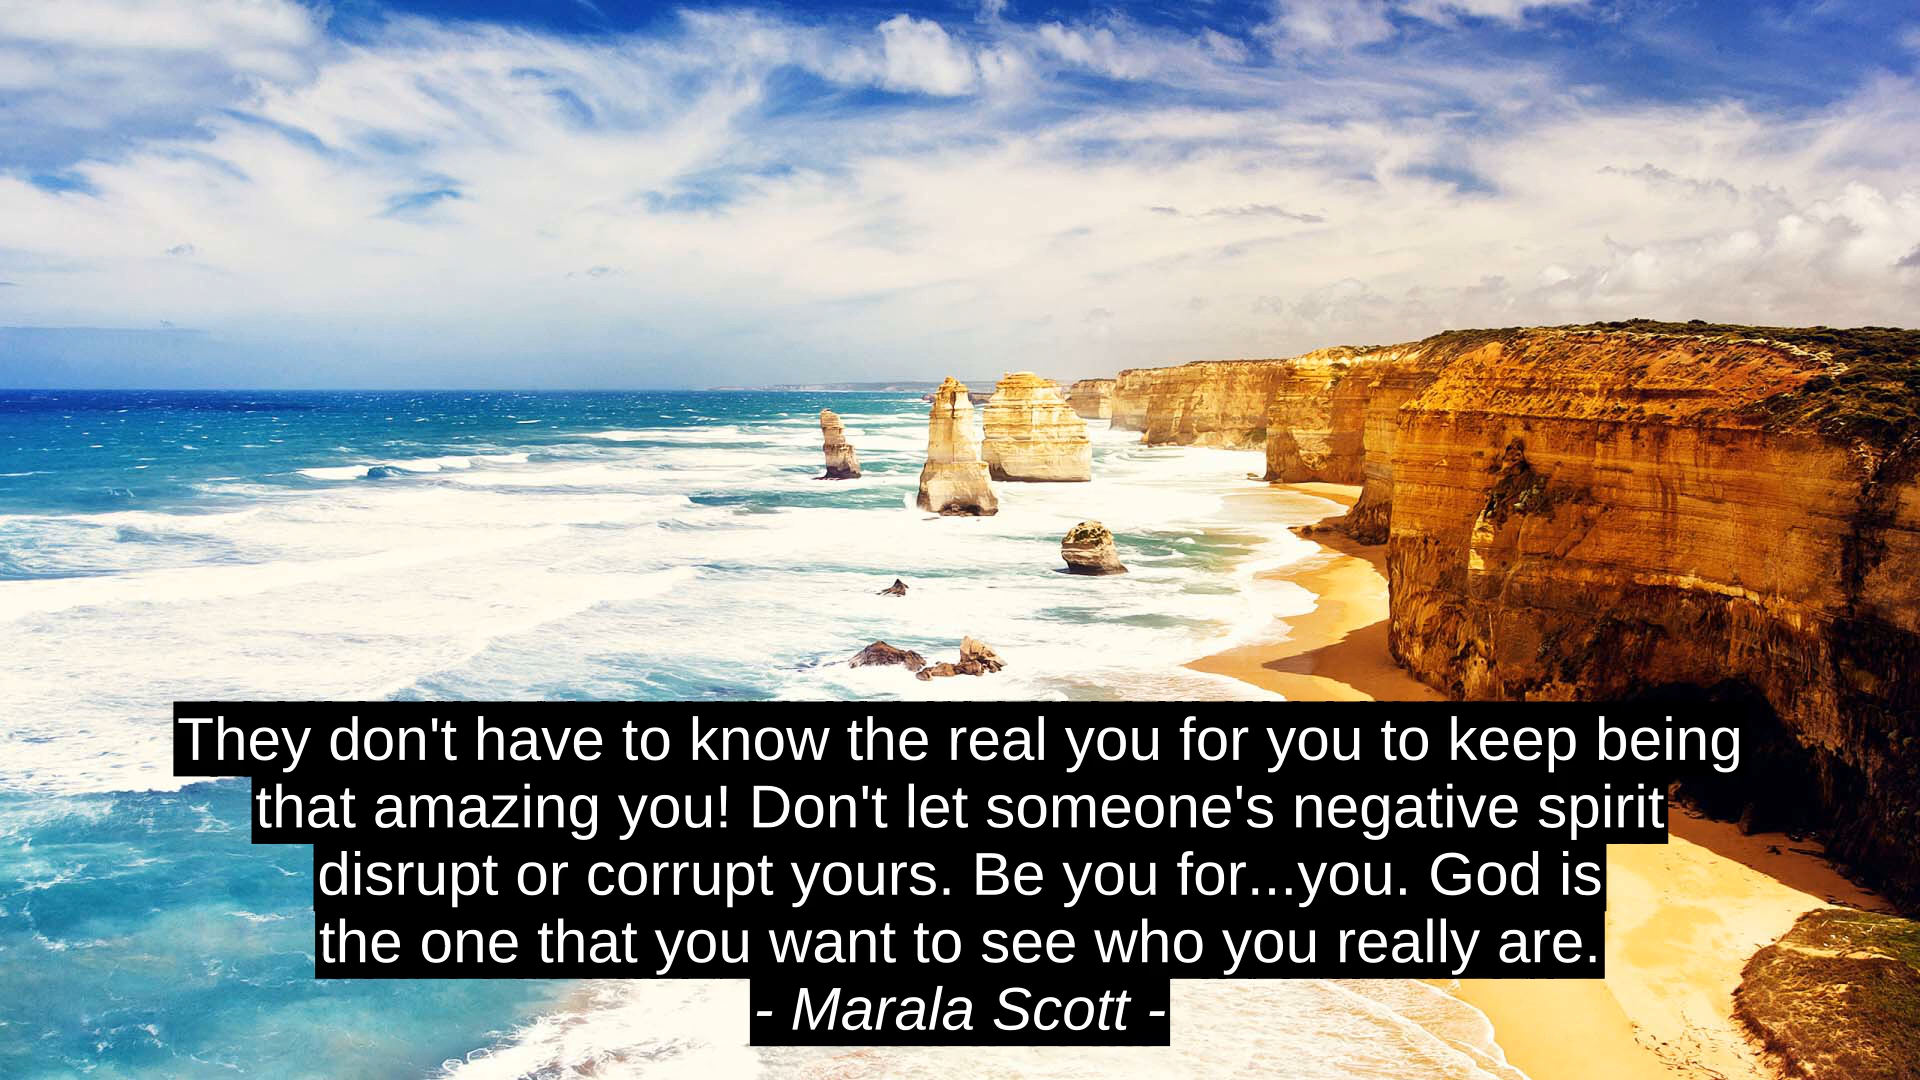 They don't have to know the real you for you to keep being
that amazing you! Don't let someone's negative spirit
disrupt or corrupt yours. Be you for...you. God is
the one that you want to see who you really are.
- Marala Scott -